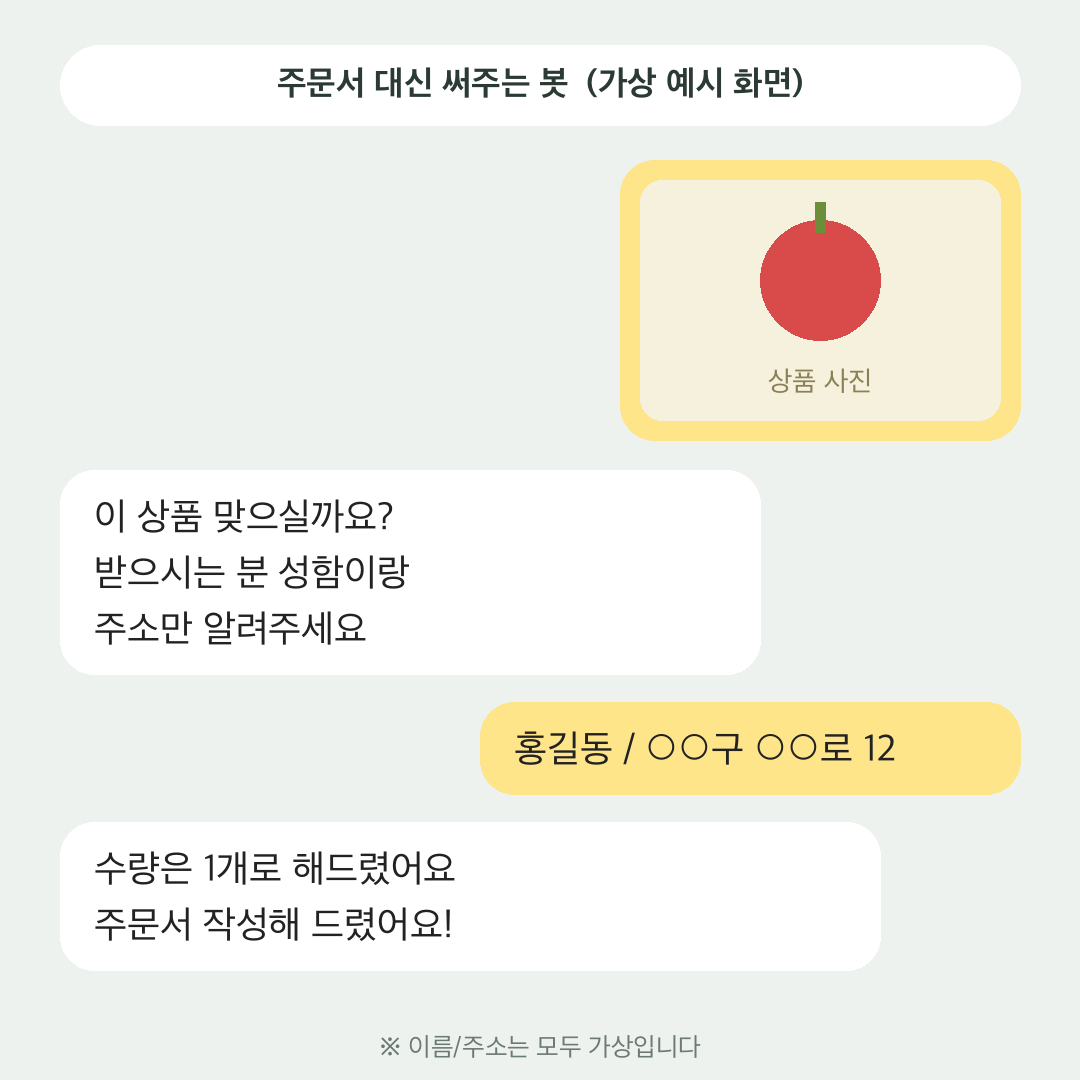 주문서 대신 써주는 봇 (가상 예시 화면)
상품 사진
이 상품 맞으실까요?
받으시는 분 성함이랑
주소만 알려주세요
홍길동 / ○○구 ○○로 12
수량은 1개로 해드렸어요
주문서 작성해 드렸어요!
※ 이름/주소는 모두 가상입니다